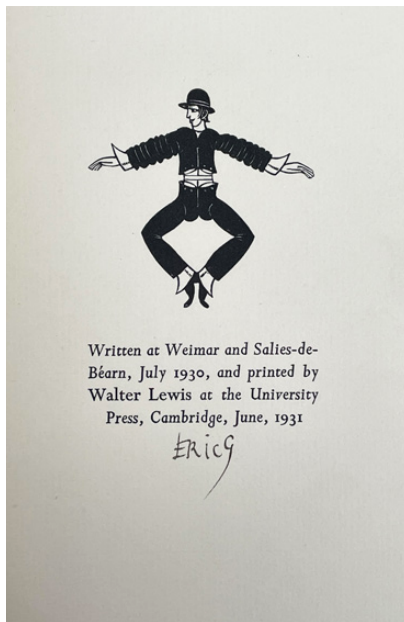 Written at Weimar and Salies-de-
Béarn, July 1930, and printed by
Walter Lewis at the University
Press, Cambridge, June, 1931
ERicG